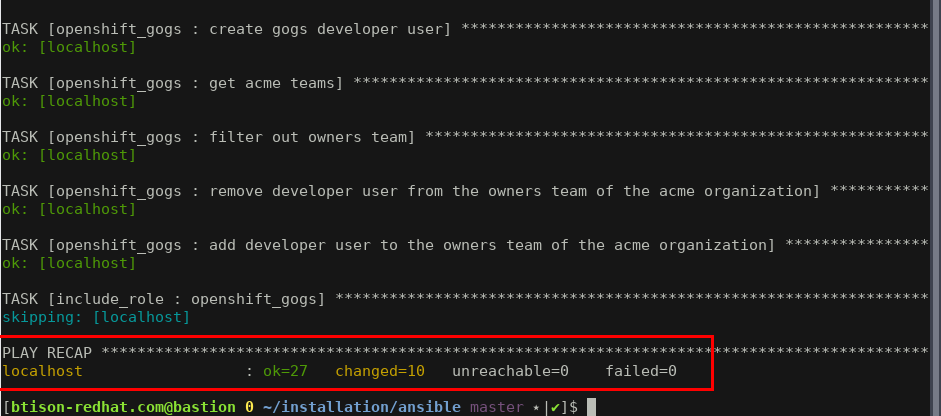 TASK [openshift_gogs : create gogs developer user] ****************************************************
ok: [localhost]
TASK [openshift_gogs : get acme teams] ****************************************************************
ok: [localhost]
TASK [openshift_gogs : filter out owners team] ********************************************************
ok: [localhost]
TASK [openshift_gogs : remove developer user from the owners team of the acme organization] ***********
ok: [localhost]
TASK [openshift_gogs : add developer user to the owners team of the acme organization] ****************
ok: [localhost]
TASK [include_role : openshift_gogs] ******************************************************************
skipping: [localhost]
PLAY RECAP ********************************************************************************************
localhost                  : ok=27   changed=10   unreachable=0    failed=0
[btison-redhat.com@bastion 0 ~/installation/ansible master ⋆|✔]$